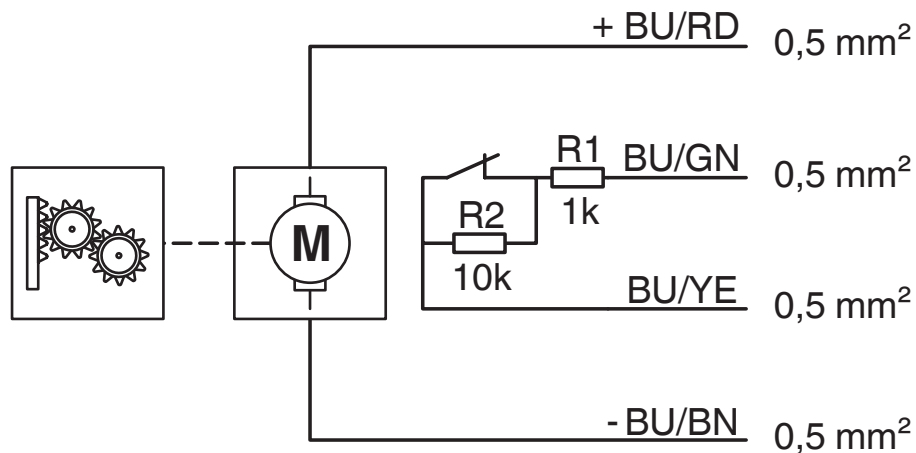 + BU/RD 0,5 mm²
R1 BU/GN 0,5 mm²
1k
R2
M
10k
BU/YE 0,5 mm²
- BU/BN 0,5 mm²